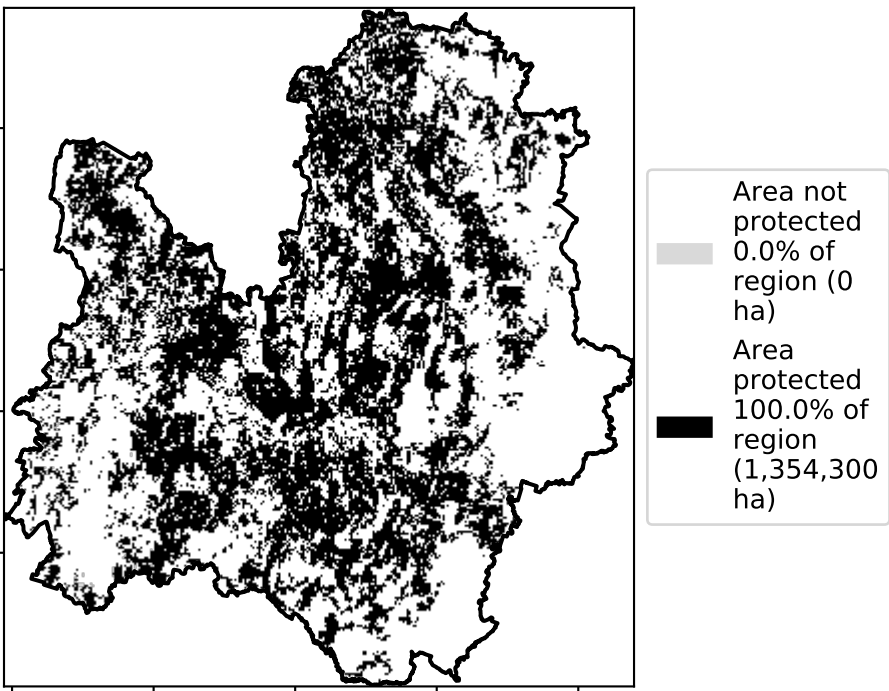 Area not
protected
0.0% of
region (0
ha)
Area
protected
100.0% of
region
(1,354,300
ha)